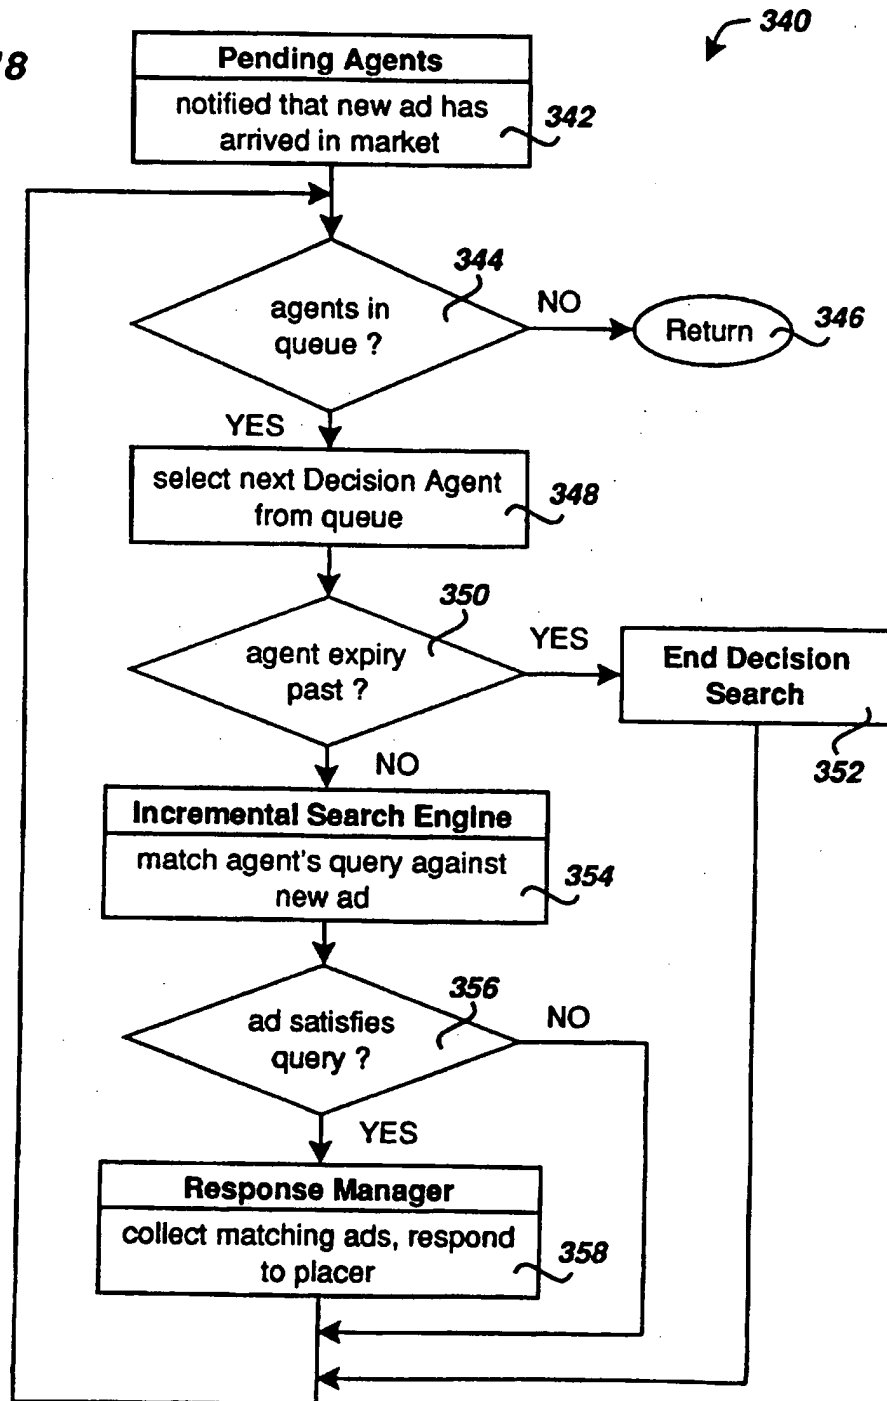 340
8
Pending Agents
notified that new ad has
arrived in market
342
344
agents in
queue ?
NO
Return
346
YES
select next Decision Agent
from queue
348
350
agent expiry
past ?
YES
End Decision
Search
352
NO
Incremental Search Engine
match agent's query against
new ad
354
356
ad satisfies
query ?
NO
YES
Response Manager
collect matching ads, respond
to placer
358